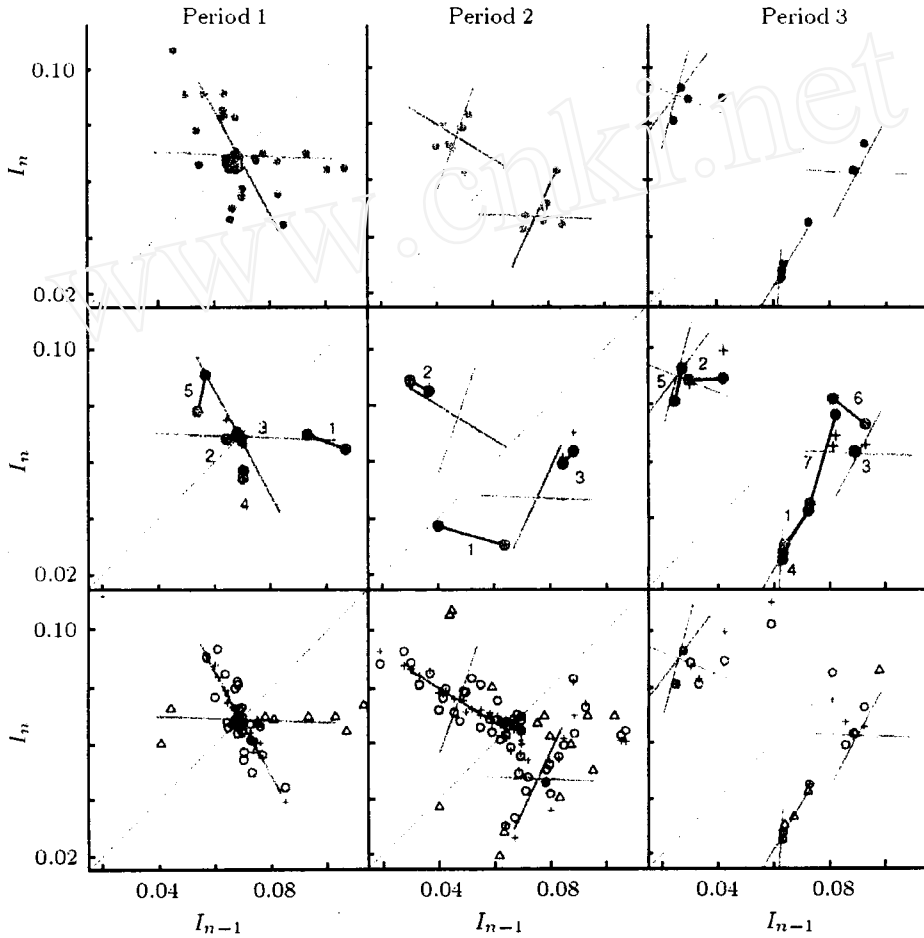 Period 1 Period 2 Period 3
www.cnki.net
0.10
I_n
0.02
0.10
5 3 1
2 4
I_n
0.02
2
3
1
5 2 6
7 3
1
4
0.10
I_n
0.02
0.04 0.08 0.04 0.08 0.04 0.08
I_{n-1} I_{n-1} I_{n-1}